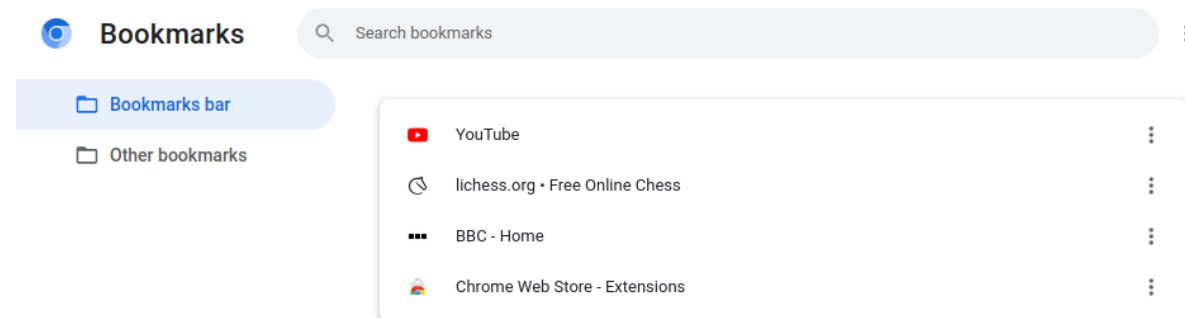 Bookmarks
Search bookmarks
Bookmarks bar
Other bookmarks
YouTube
lichess.org • Free Online Chess
BBC - Home
Chrome Web Store - Extensions